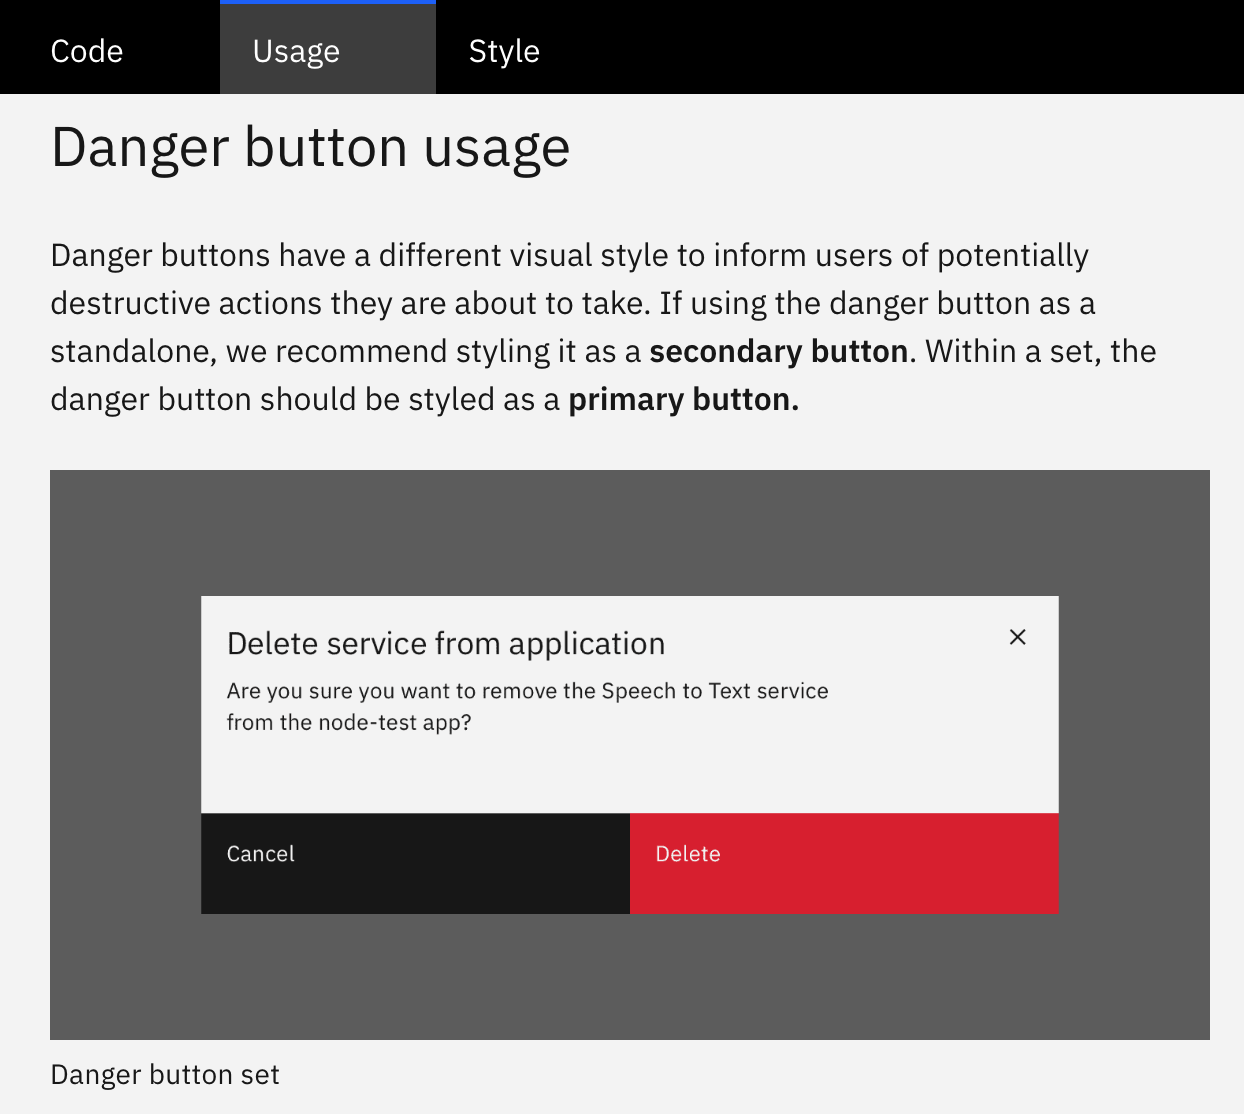 Code
Usage
Style
Danger button usage
Danger buttons have a different visual style to inform users of potentially
destructive actions they are about to take. If using the danger button as a
standalone, we recommend styling it as a secondary button. Within a set, the
danger button should be styled as a primary button.
Delete service from application
Are you sure you want to remove the Speech to Text service
from the node-test app?
Cancel
Delete
Danger button set